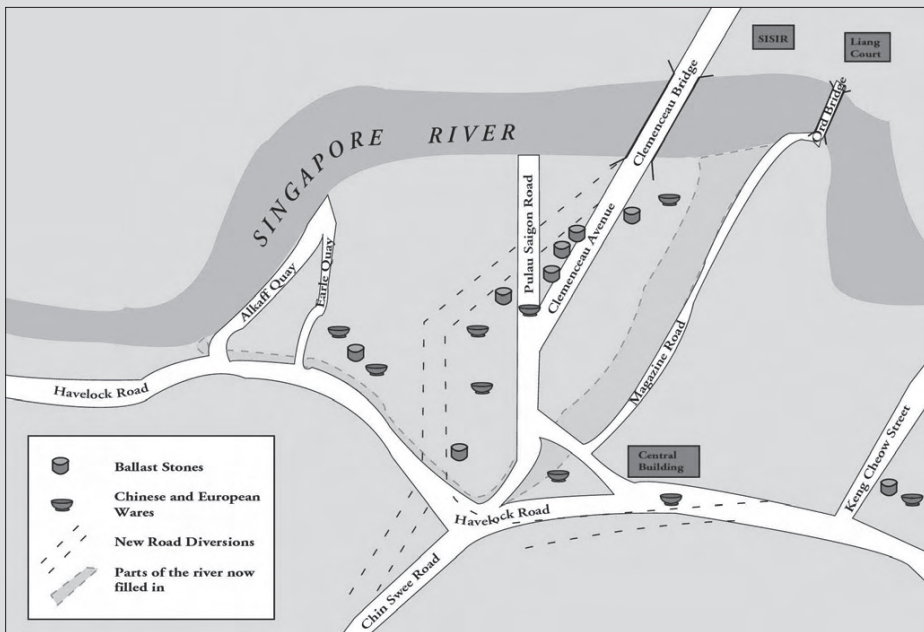 SISIR
Liang
Court
Clemenceau Bridge
Ord Bridge
SINGAPORE RIVER
Pulau Saigon Road
Clemenceau Avenue
Alkaff Quay
Earle Quay
Magazine Road
Havelock Road
Central
Building
Keng Cheow Street
Havelock Road
Chin Swee Road
Ballast Stones
Chinese and European
Wares
New Road Diversions
Parts of the river now
filled in